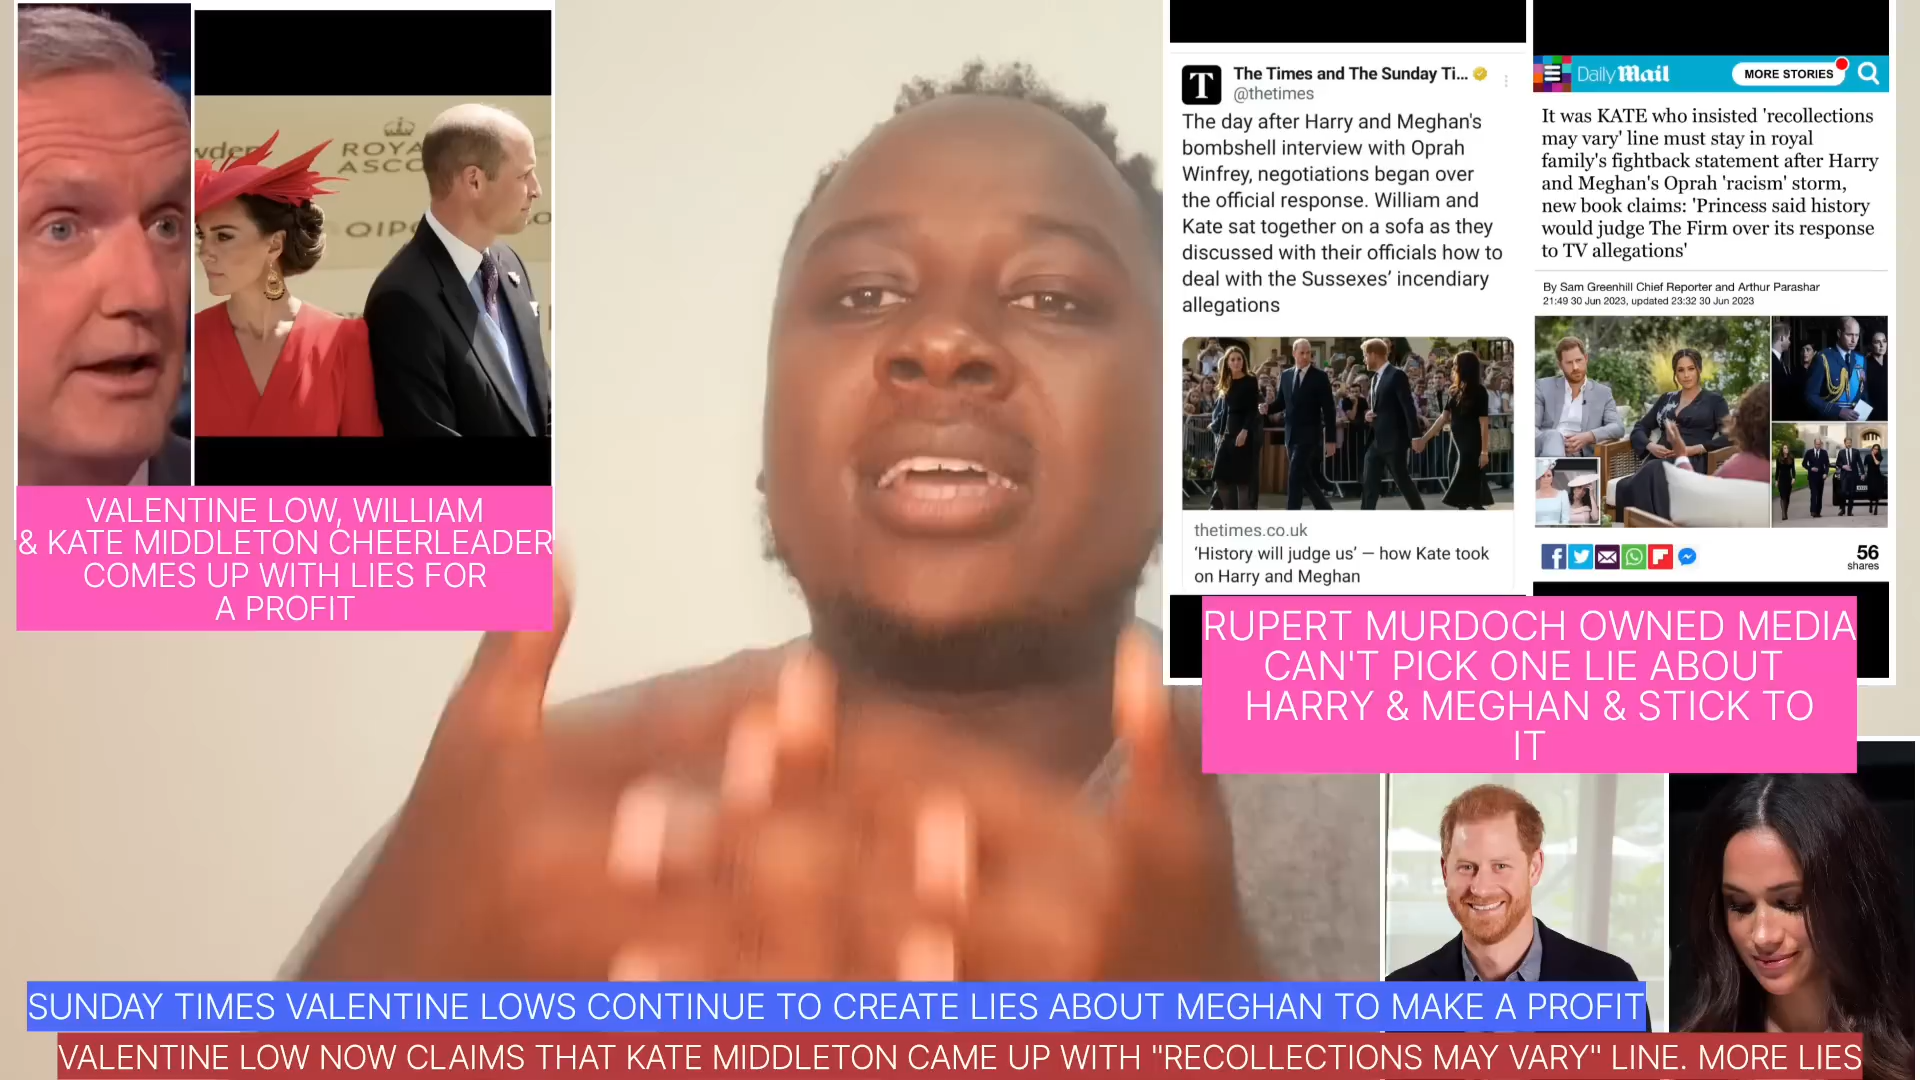 wden
ROYA
ASCO
OIPC
VALENTINE LOW, WILLIAM
& KATE MIDDLETON CHEERLEADER
COMES UP WITH LIES FOR
A PROFIT
T
The Times and The Sunday Ti...
@thetimes
The day after Harry and Meghan's
bombshell interview with Oprah
Winfrey, negotiations began over
the official response. William and
Kate sat together on a sofa as they
discussed with their officials how to
deal with the Sussexes’ incendiary
allegations
thetimes.co.uk
‘History will judge us’ — how Kate took
on Harry and Meghan
Daily Mail
MORE STORIES
It was KATE who insisted 'recollections
may vary' line must stay in royal
family's fightback statement after Harry
and Meghan's Oprah 'racism' storm,
new book claims: 'Princess said history
would judge The Firm over its response
to TV allegations'
By Sam Greenhill Chief Reporter and Arthur Parashar
21:49 30 Jun 2023, updated 23:32 30 Jun 2023
56
shares
RUPERT MURDOCH OWNED MEDIA
CAN'T PICK ONE LIE ABOUT
HARRY & MEGHAN & STICK TO
IT
SUNDAY TIMES VALENTINE LOWS CONTINUE TO CREATE LIES ABOUT MEGHAN TO MAKE A PROFIT
VALENTINE LOW NOW CLAIMS THAT KATE MIDDLETON CAME UP WITH "RECOLLECTIONS MAY VARY" LINE. MORE LIES